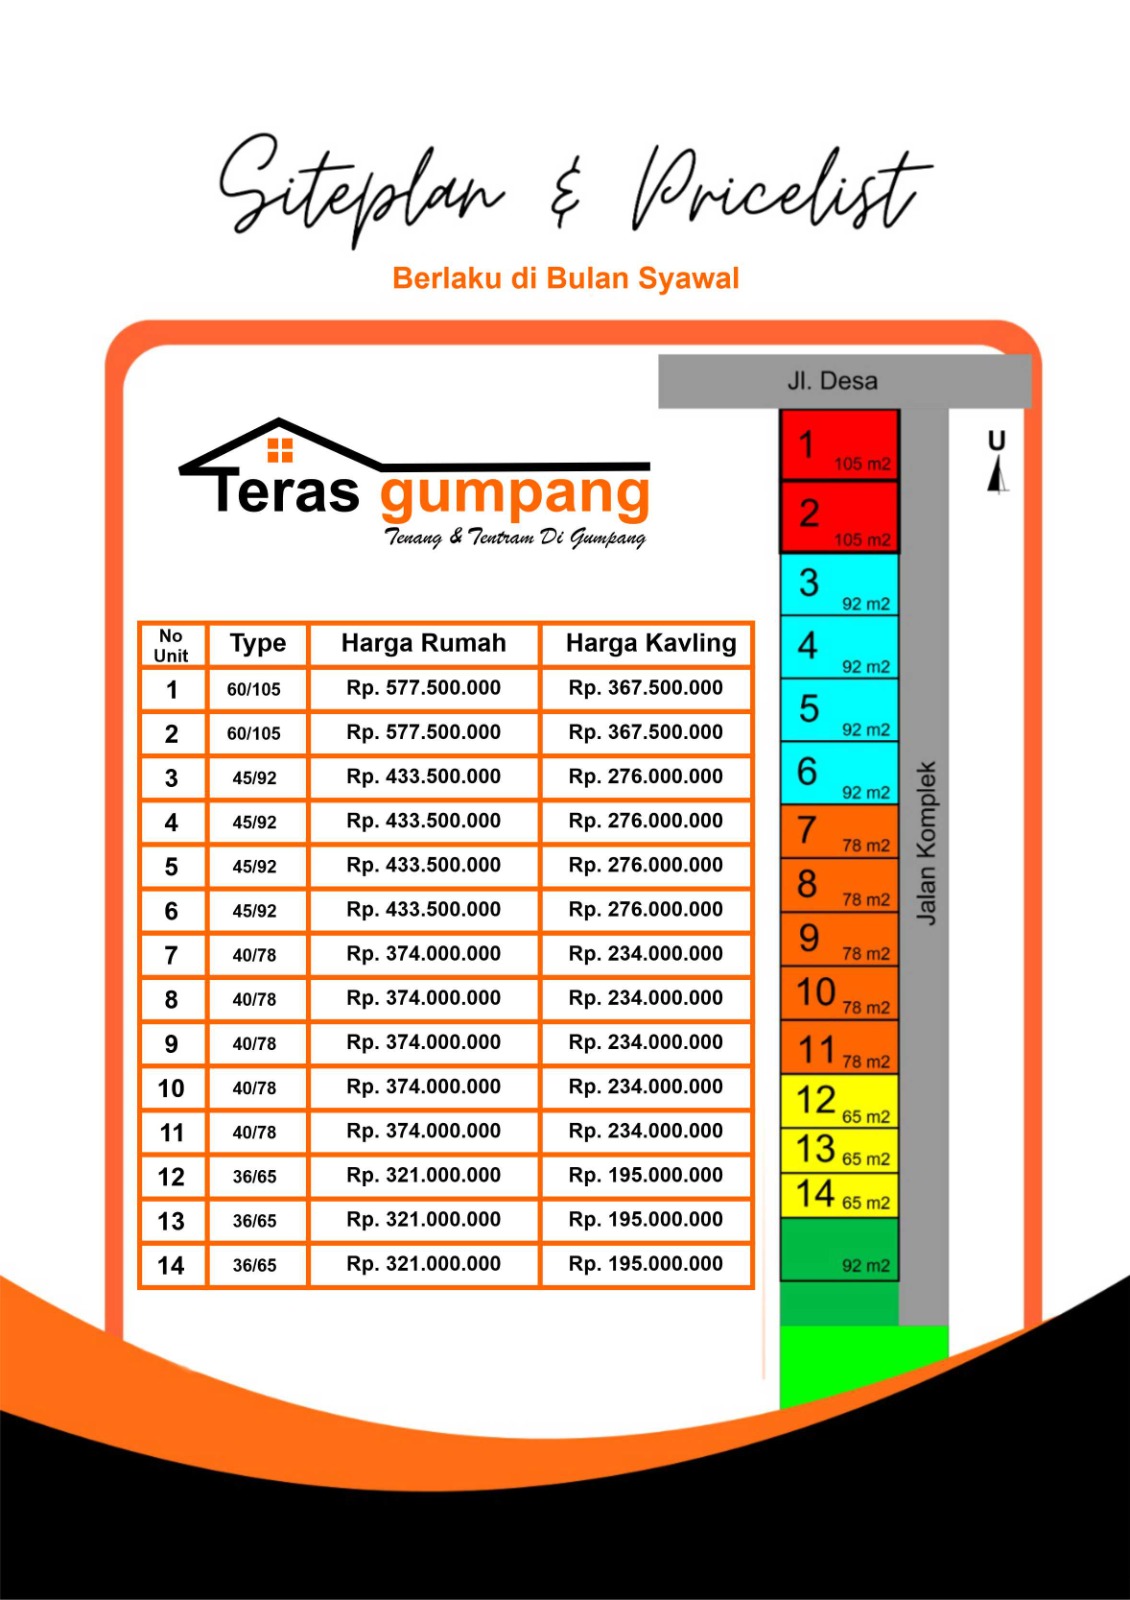 Siteplan & Pricelist
Berlaku di Bulan Syawal
Teras gumpang
Tenang & Tentram Di Gumpang
No Unit Type Harga Rumah Harga Kavling
1 60/105 Rp. 577.500.000 Rp. 367.500.000
2 60/105 Rp. 577.500.000 Rp. 367.500.000
3 45/92 Rp. 433.500.000 Rp. 276.000.000
4 45/92 Rp. 433.500.000 Rp. 276.000.000
5 45/92 Rp. 433.500.000 Rp. 276.000.000
6 45/92 Rp. 433.500.000 Rp. 276.000.000
7 40/78 Rp. 374.000.000 Rp. 234.000.000
8 40/78 Rp. 374.000.000 Rp. 234.000.000
9 40/78 Rp. 374.000.000 Rp. 234.000.000
10 40/78 Rp. 374.000.000 Rp. 234.000.000
11 40/78 Rp. 374.000.000 Rp. 234.000.000
12 36/65 Rp. 321.000.000 Rp. 195.000.000
13 36/65 Rp. 321.000.000 Rp. 195.000.000
14 36/65 Rp. 321.000.000 Rp. 195.000.000
Jl. Desa
U
1 105 m2
2 105 m2
3 92 m2
4 92 m2
5 92 m2
6 92 m2
7 78 m2
8 78 m2
9 78 m2
10 78 m2
11 78 m2
12 65 m2
13 65 m2
14 65 m2
92 m2
Jalan Komplek